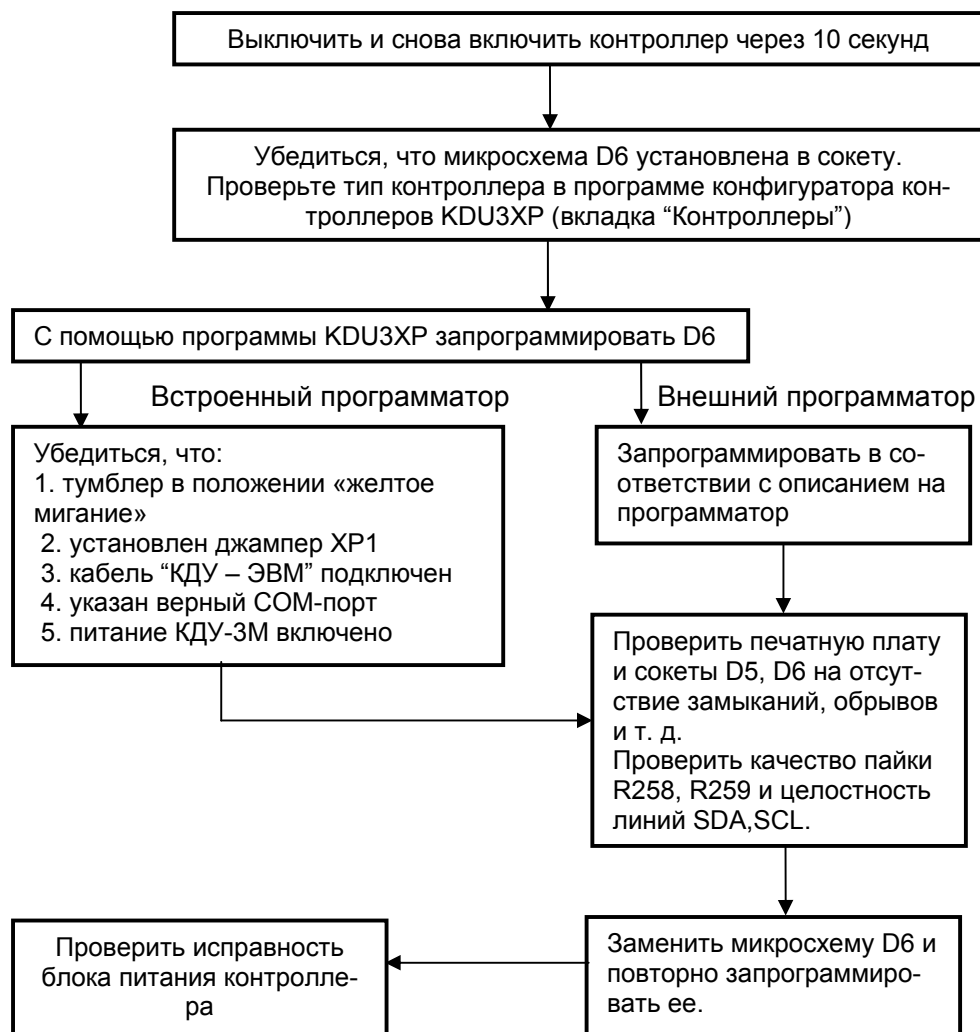 Выключить и снова включить контроллер через 10 секунд
Убедиться, что микросхема D6 установлена в сокету.
Проверьте тип контроллера в программе конфигуратора кон-
троллеров KDU3XP (вкладка “Контроллеры”)
С помощью программы KDU3XP запрограммировать D6
Встроенный программатор
Убедиться, что:
1. тумблер в положении «желтое
мигание»
2. установлен джампер XP1
3. кабель “КДУ – ЭВМ” подключен
4. указан верный COM-порт
5. питание КДУ-3М включено
Внешний программатор
Запрограммировать в со-
ответствии с описанием на
программатор
Проверить печатную плату
и сокеты D5, D6 на отсут-
ствие замыканий, обрывов
и т. д.
Проверить качество пайки
R258, R259 и целостность
линий SDA,SCL.
Заменить микросхему D6 и
повторно запрограммиро-
вать ее.
Проверить исправность
блока питания контролле-
ра